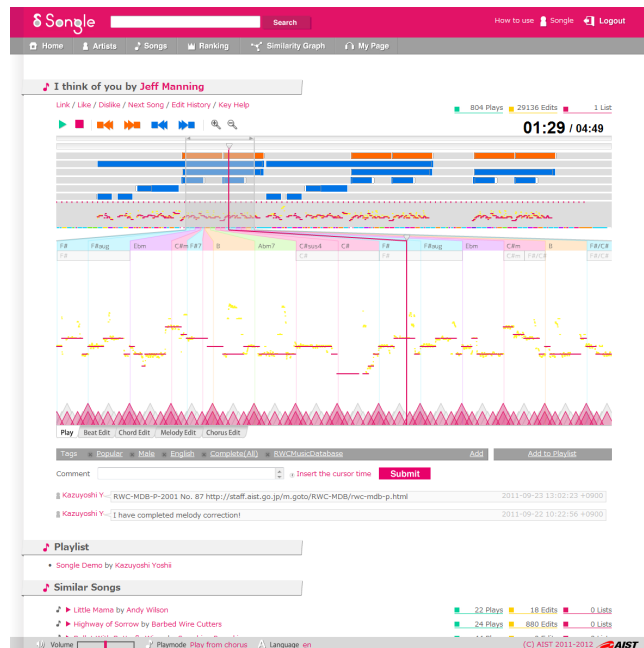 Songle
Search
How to use Songle Logout
Home Artists Songs Ranking Similarity Graph My Page
I think of you by Jeff Manning
Link / Like / Dislike / Next Song / Edit History / Key Help
804 Plays 29136 Edits 1 List
01:29 / 04:49
F# F#aug Ebm C#m F#7 B Abm7 C#sus4 C# F# F#aug Ebm C#m B F#/C#
F# C# F# C#m F#/C# F#/C#
Play Beat Edit Chord Edit Melody Edit Chorus Edit
Tags Popular Male English Complete(All) RWCMusicDatabase Add Add to Playlist
Comment Insert the cursor time Submit
Kazuyoshi Y RWC-MDB-P-2001 No. 87 http://staff.aist.go.jp/m.goto/RWC-MDB/rwc-mdb-p.html 2011-09-23 13:02:23 +0900
Kazuyoshi Y I have completed melody correction! 2011-09-22 10:22:56 +0900
Playlist
Songle Demo by Kazuyoshi Yoshii
Similar Songs
Little Mama by Andy Wilson 22 Plays 18 Edits 0 Lists
Highway of Sorrow by Barbed Wire Cutters 24 Plays 880 Edits 0 Lists
Volume Playmode Play from chorus Language en (C) AIST 2011-2012 AIST